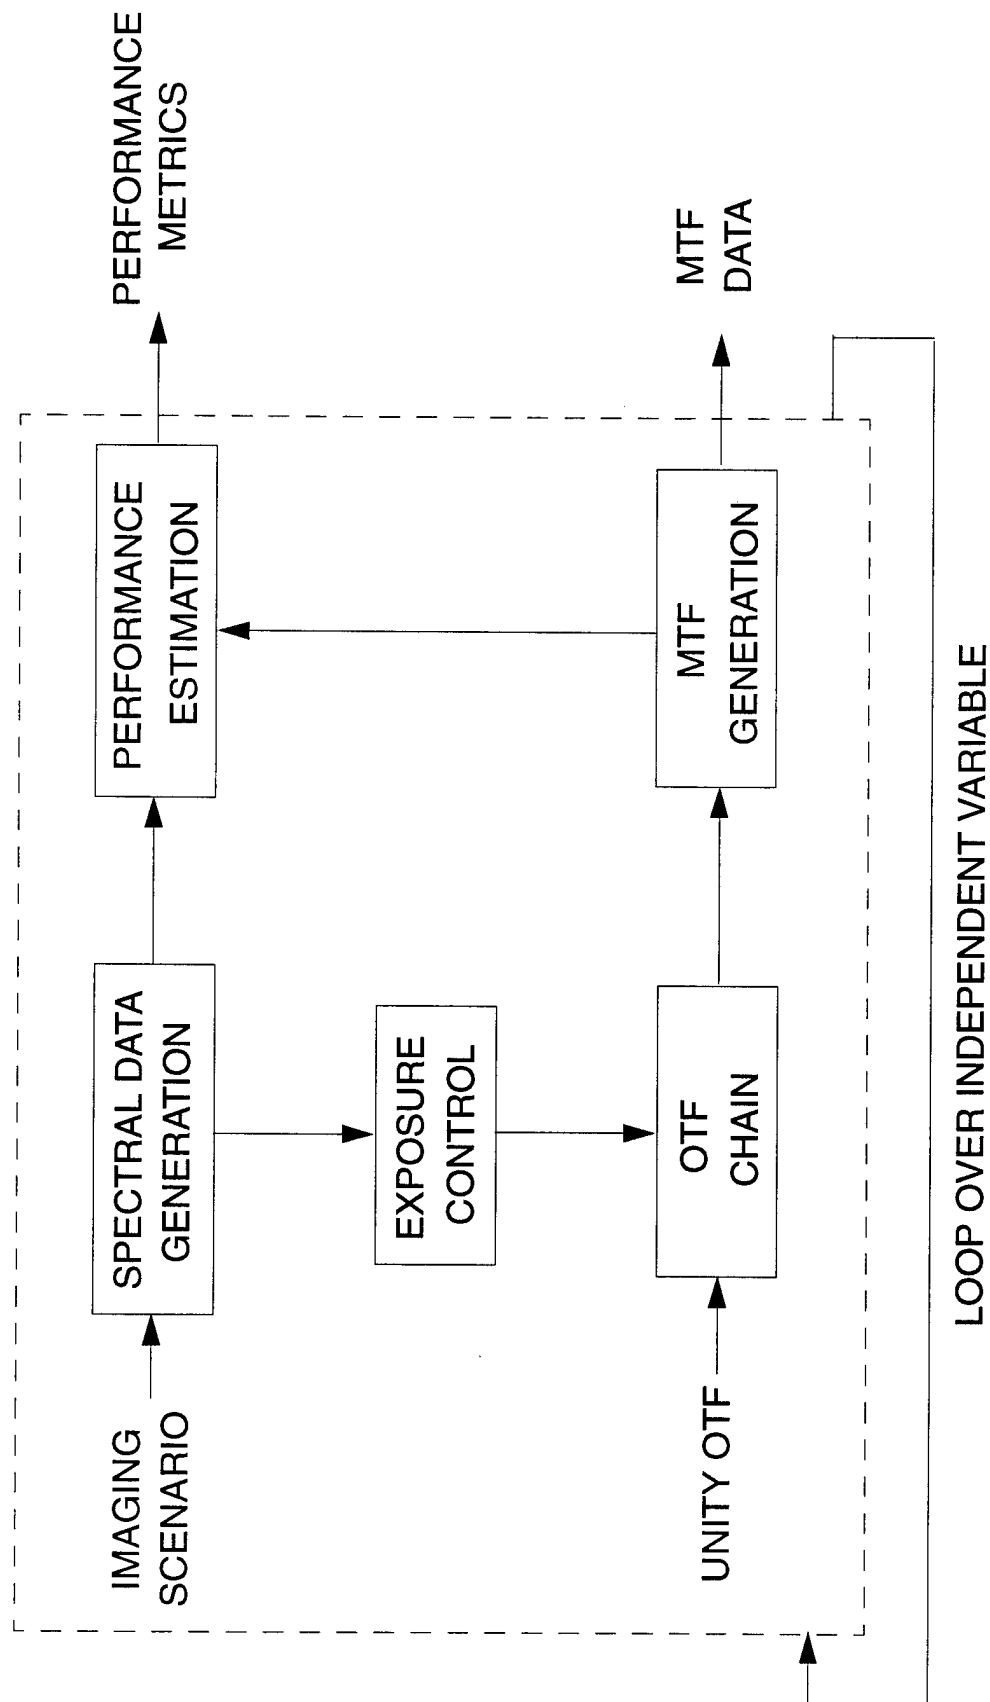 IMAGING
SCENARIO
SPECTRAL DATA
GENERATION
PERFORMANCE
ESTIMATION
PERFORMANCE
METRICS
EXPOSURE
CONTROL
UNITY OTF
OTF
CHAIN
MTF
GENERATION
MTF
DATA
LOOP OVER INDEPENDENT VARIABLE